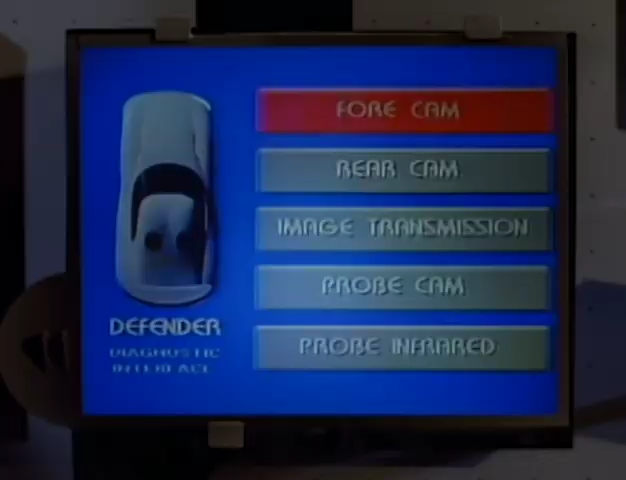 FORE CAM
REAR CAM
IMAGE TRANSMISSION
PROBE CAM
PROBE INFRARED
DEFENDER
DIAGNOSTIC
INTERFACE